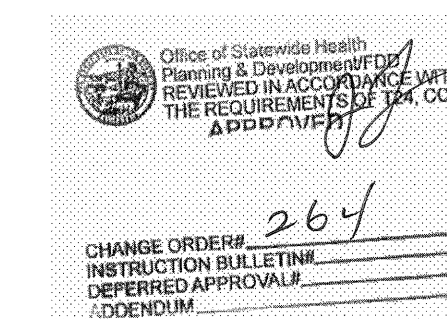 Office of Statewide Health
Planning & Development/FDD
REVIEWED IN ACCORDANCE WIT
THE REQUIREMENTS OF T24, CC
APPROVED
CHANGE ORDER# 264
INSTRUCTION BULLETIN#
DEFERRED APPROVAL#
ADDENDUM